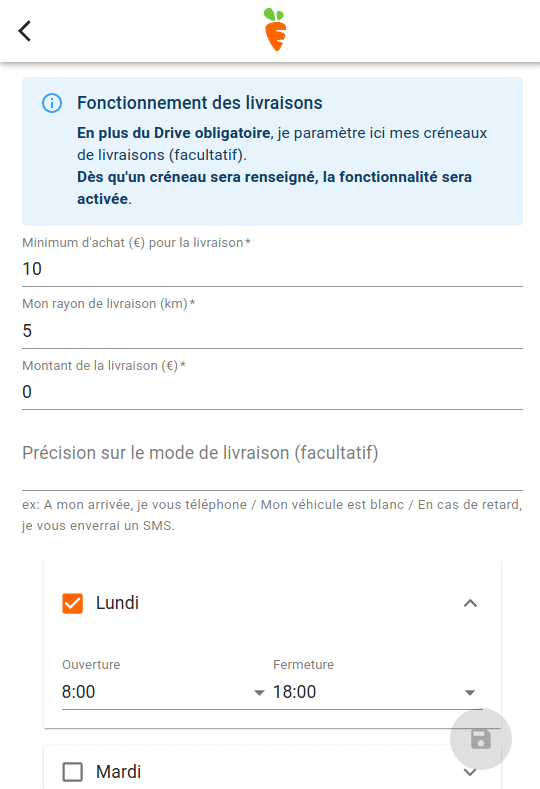 Fonctionnement des livraisons
En plus du Drive obligatoire, je paramètre ici mes créneaux
de livraisons (facultatif).
Dès qu'un créneau sera renseigné, la fonctionnalité sera
activée.
Minimum d'achat (€) pour la livraison*
10
Mon rayon de livraison (km)*
5
Montant de la livraison (€)*
0
Précision sur le mode de livraison (facultatif)
ex: A mon arrivée, je vous téléphone / Mon véhicule est blanc / En cas de retard,
je vous enverrai un SMS.
Lundi
Ouverture Fermeture
8:00 18:00
Mardi